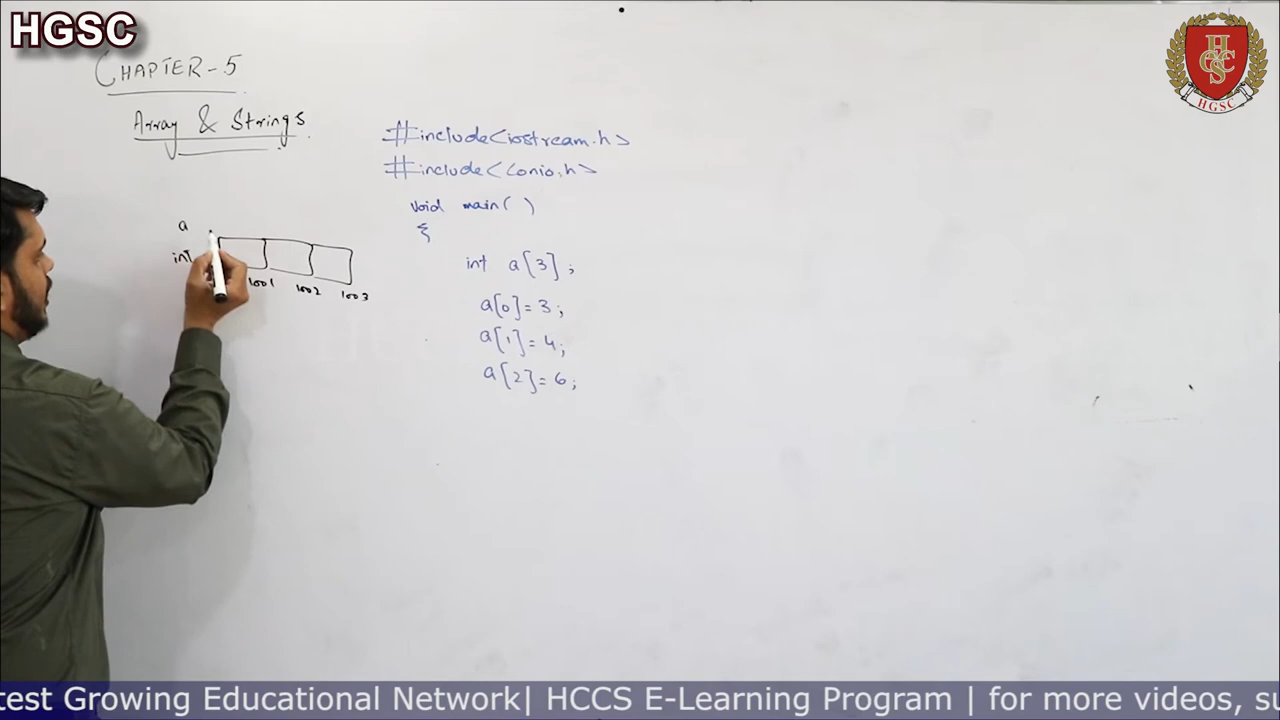 HGSC
HGSC
CHAPTER-5
Array & Strings
#include<iostream.h>
#include<conio.h>
void main( )
{
int a[3];
a[0]=3;
a[1]=4;
a[2]=6;
a
int
1001 1002 1003
test Growing Educational Network| HCCS E-Learning Program | for more videos, su